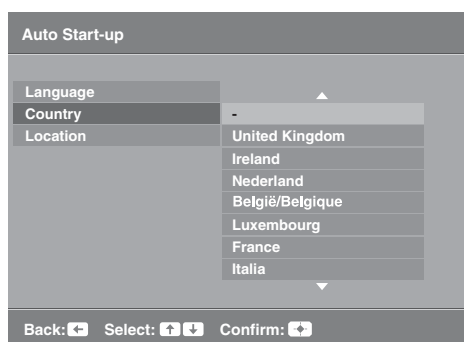 Auto Start-up
Language
Country
Location
-
United Kingdom
Ireland
Nederland
België/Belgique
Luxembourg
France
Italia
Back: Select: Confirm: